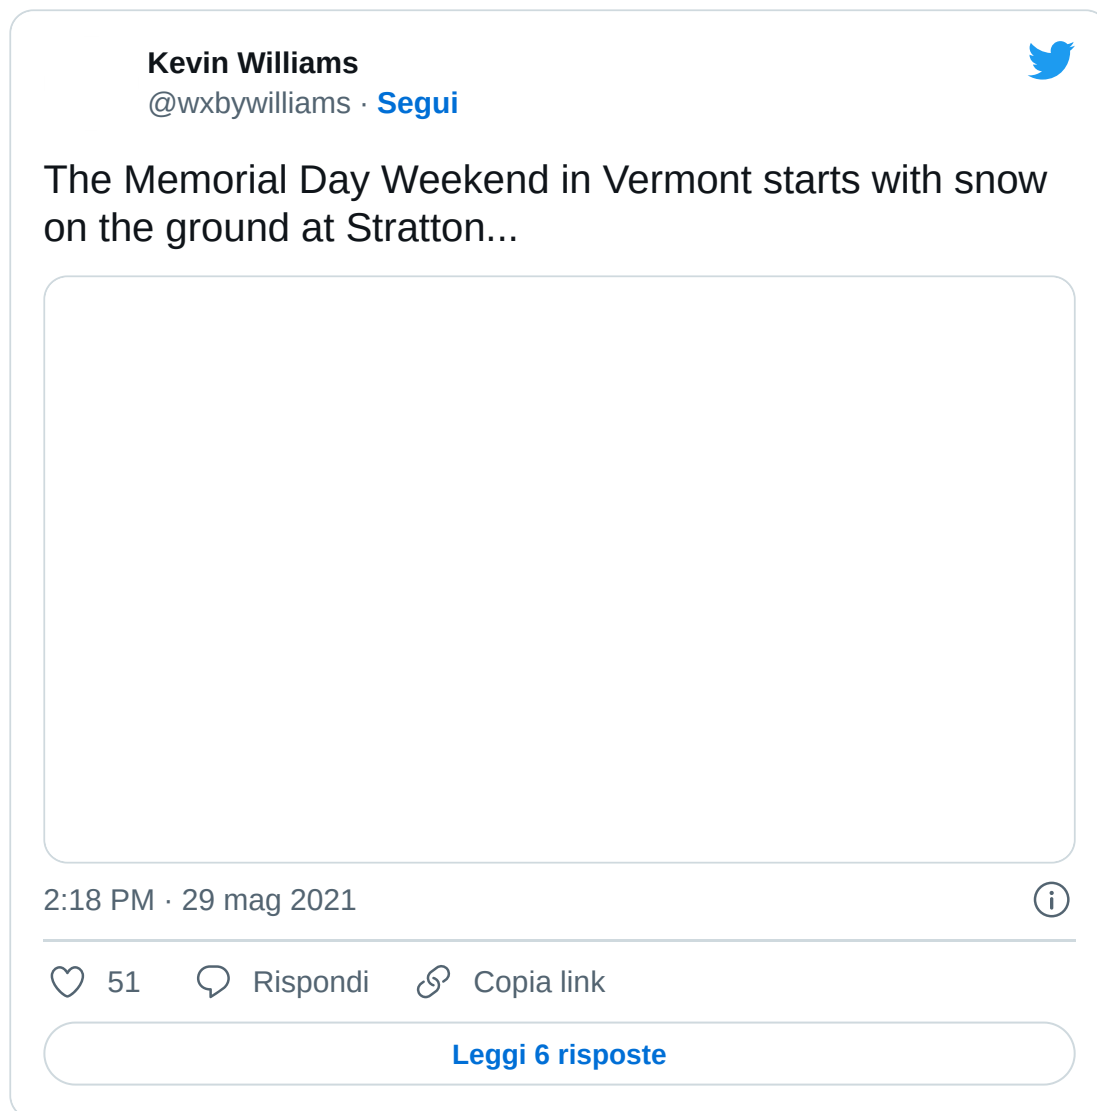 Kevin Williams
@wxbywilliams · Segui
The Memorial Day Weekend in Vermont starts with snow
on the ground at Stratton...
2:18 PM · 29 mag 2021
51 Rispondi Copia link
Leggi 6 risposte